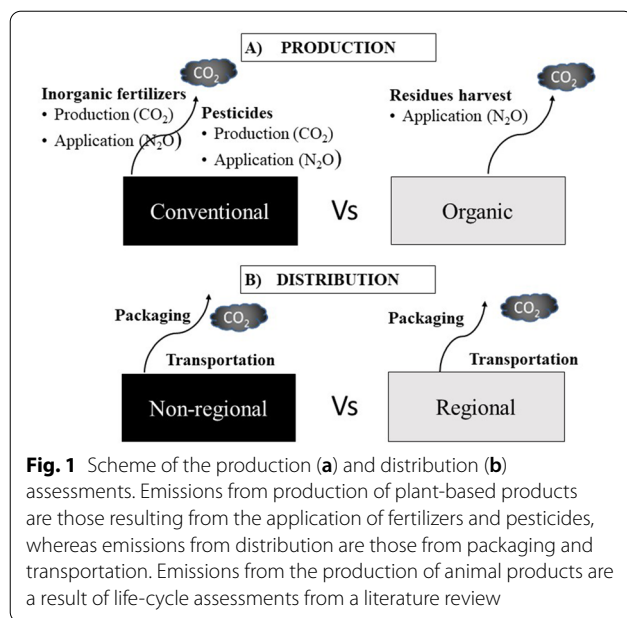 A) PRODUCTION
CO₂
CO₂
Inorganic fertilizers
• Production (CO₂)
• Application (N₂O)
Pesticides
• Production (CO₂)
• Application (N₂O)
Residues harvest
• Application (N₂O)
Conventional
Vs
Organic
B) DISTRIBUTION
Packaging
CO₂
Transportation
Packaging
CO₂
Transportation
Non-regional
Vs
Regional
Fig. 1 Scheme of the production (a) and distribution (b)
assessments. Emissions from production of plant-based products
are those resulting from the application of fertilizers and pesticides,
whereas emissions from distribution are those from packaging and
transportation. Emissions from the production of animal products are
a result of life-cycle assessments from a literature review